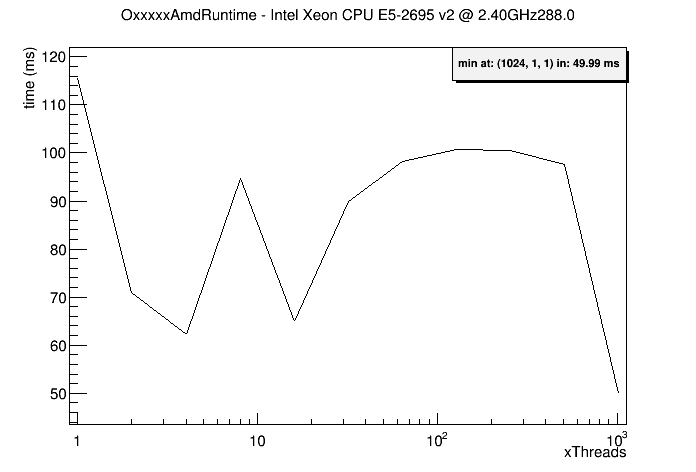 OxxxxxAmdRuntime - Intel Xeon CPU E5-2695 v2 @ 2.40GHz288.0
time (ms)
min at: (1024, 1, 1) in: 49.99 ms
120
110
100
90
80
70
60
50
1 10 10² 10³
xThreads